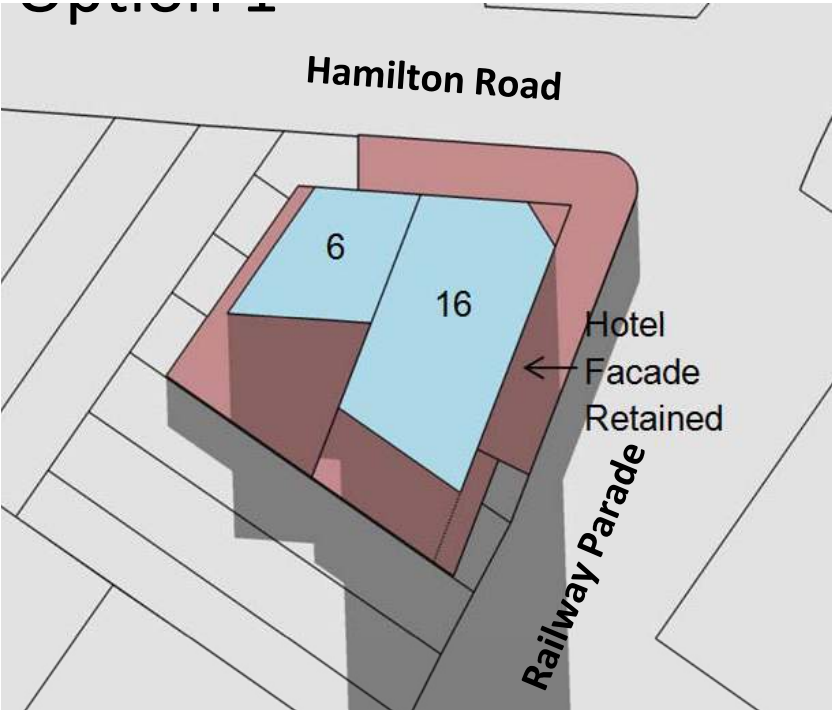 Option 1
Hamilton Road
6
16
Hotel
Facade
Retained
Railway Parade